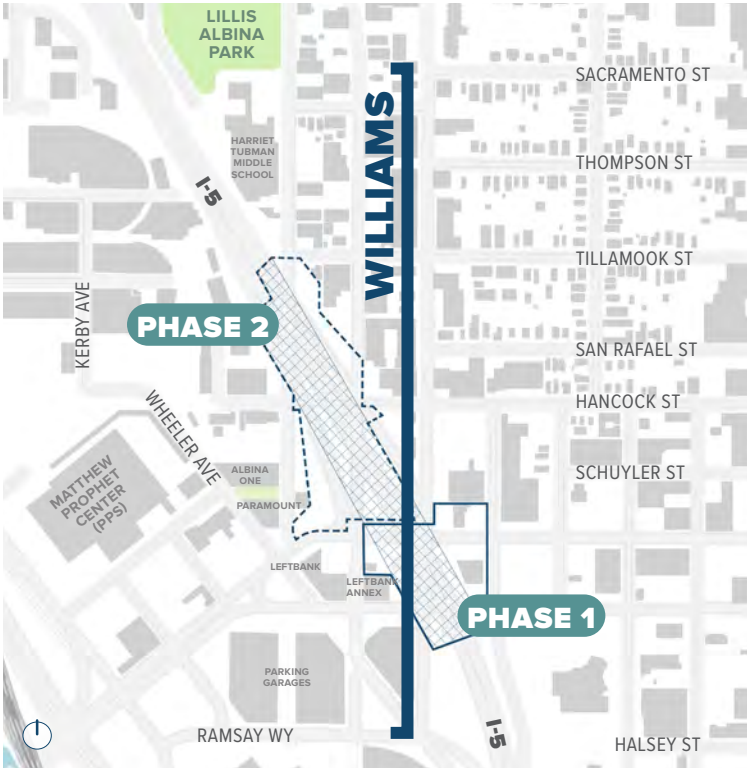 LILLIS
ALBINA
PARK
SACRAMENTO ST
WILLIAMS
HARRIET
TUBMAN
MIDDLE
SCHOOL
THOMPSON ST
I-5
TILLAMOOK ST
KERBY AVE
PHASE 2
SAN RAFAEL ST
HANCOCK ST
WHEELER AVE
MATTHEW
PROPHET
CENTER
(PPS)
ALBINA
ONE
SCHUYLER ST
PARAMOUNT
LEFTBANK
LEFTBANK
ANNEX
PHASE 1
PARKING
GARAGES
RAMSAY WY
I-5
HALSEY ST